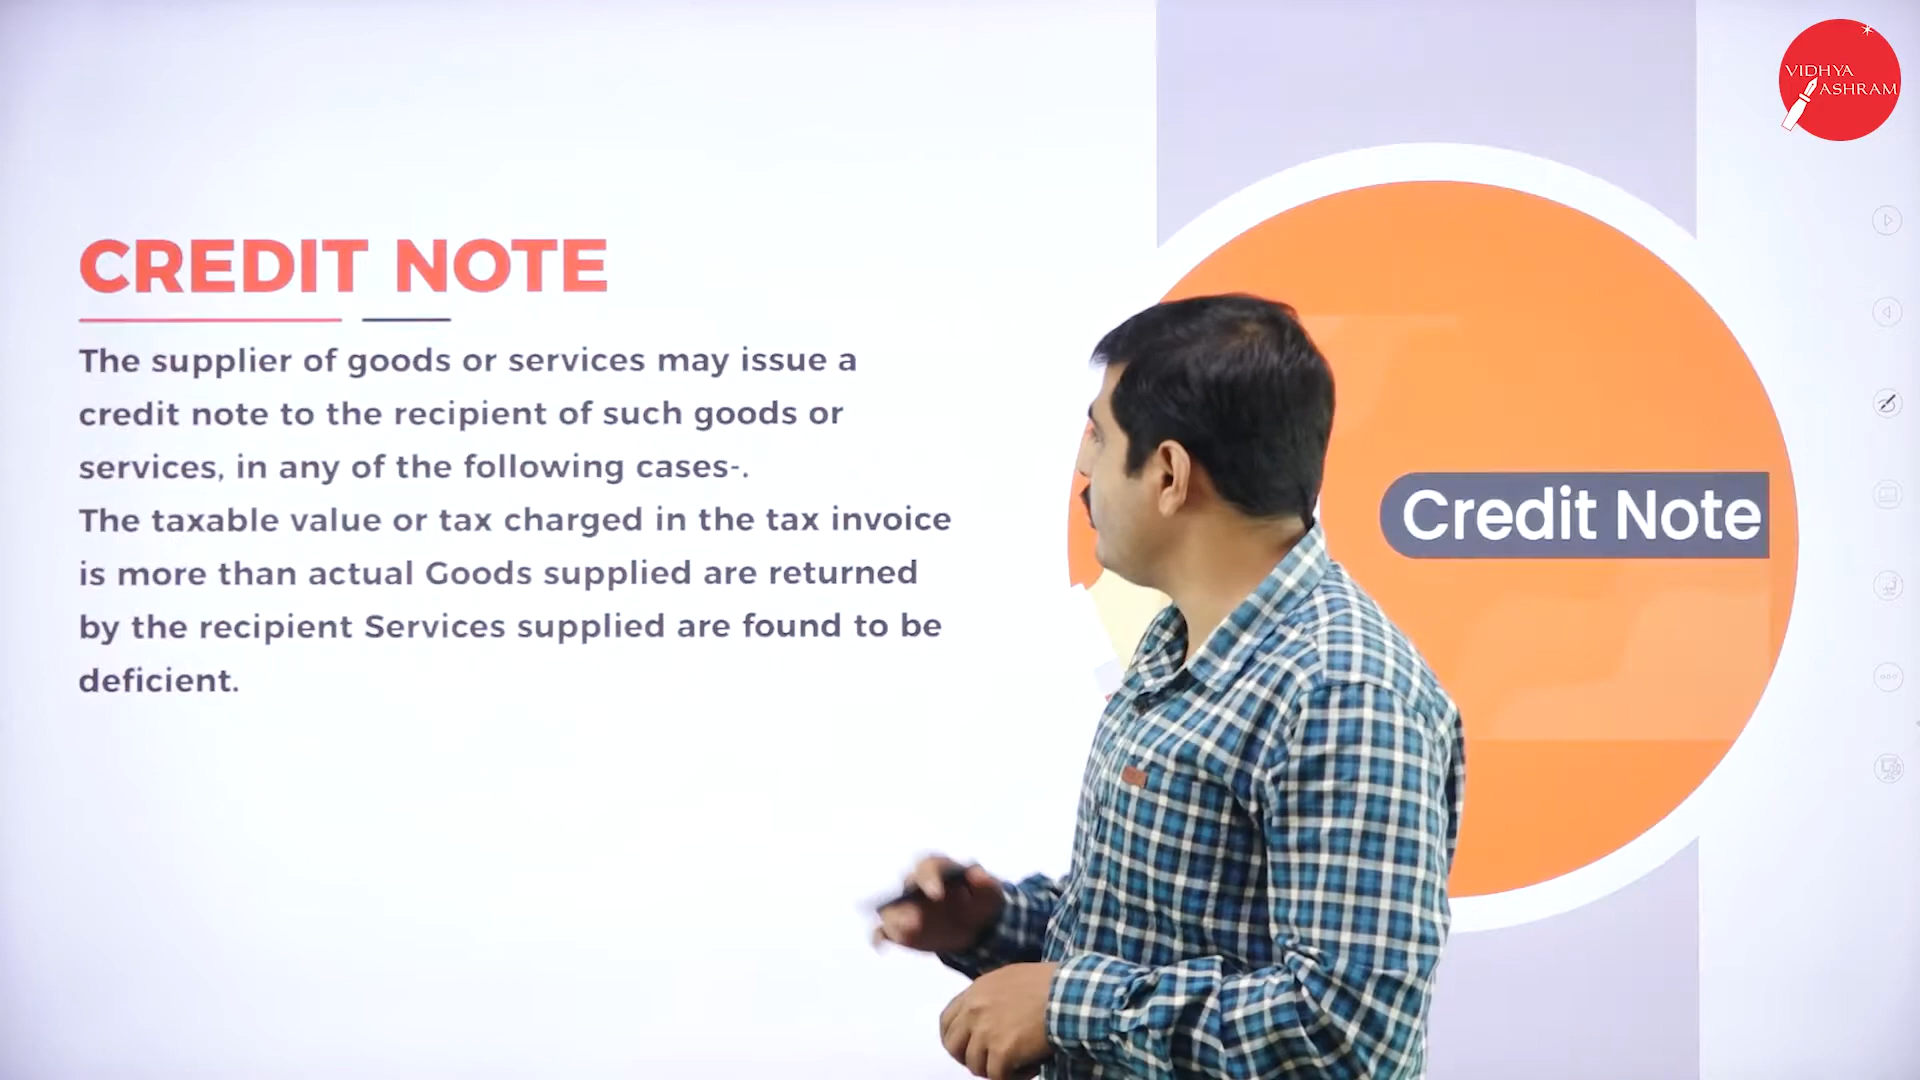 VIDHYA
ASHRAM
CREDIT NOTE
The supplier of goods or services may issue a
credit note to the recipient of such goods or
services, in any of the following cases-.
The taxable value or tax charged in the tax invoice
is more than actual Goods supplied are returned
by the recipient Services supplied are found to be
deficient.
Credit Note